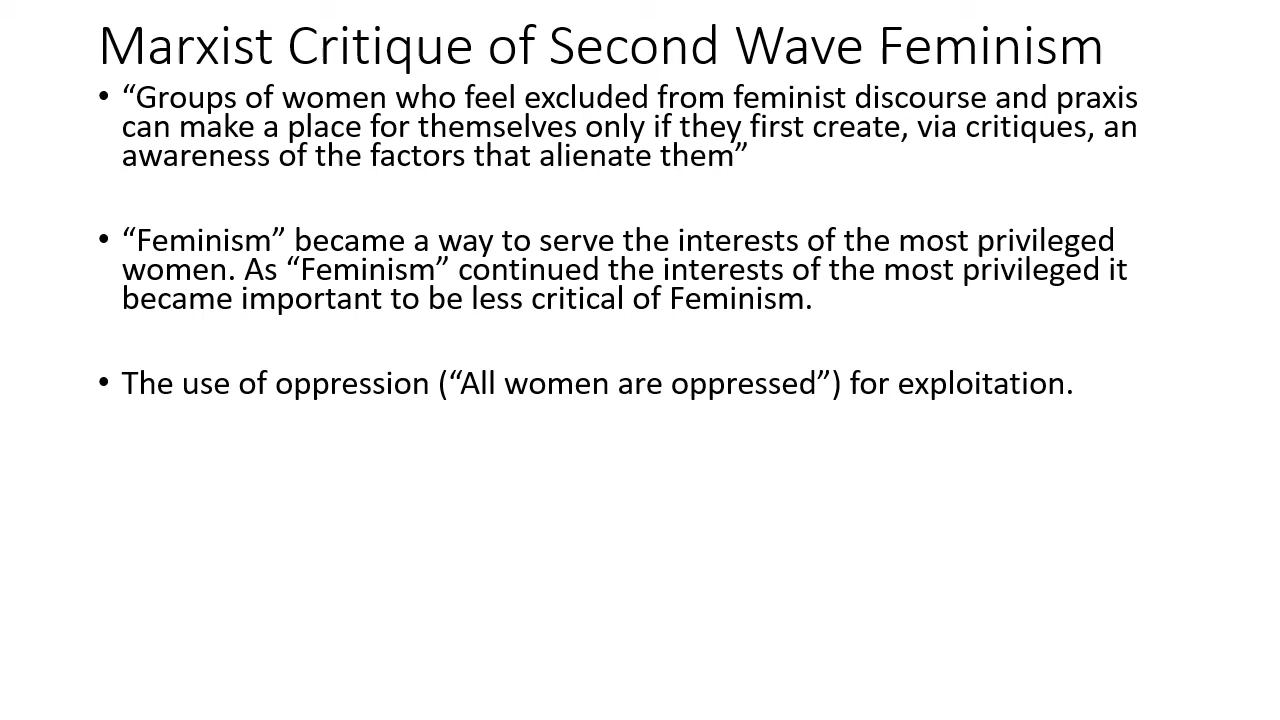 Marxist Critique of Second Wave Feminism
• “Groups of women who feel excluded from feminist discourse and praxis
can make a place for themselves only if they first create, via critiques, an
awareness of the factors that alienate them”
• “Feminism” became a way to serve the interests of the most privileged
women. As “Feminism” continued the interests of the most privileged it
became important to be less critical of Feminism.
• The use of oppression (“All women are oppressed”) for exploitation.